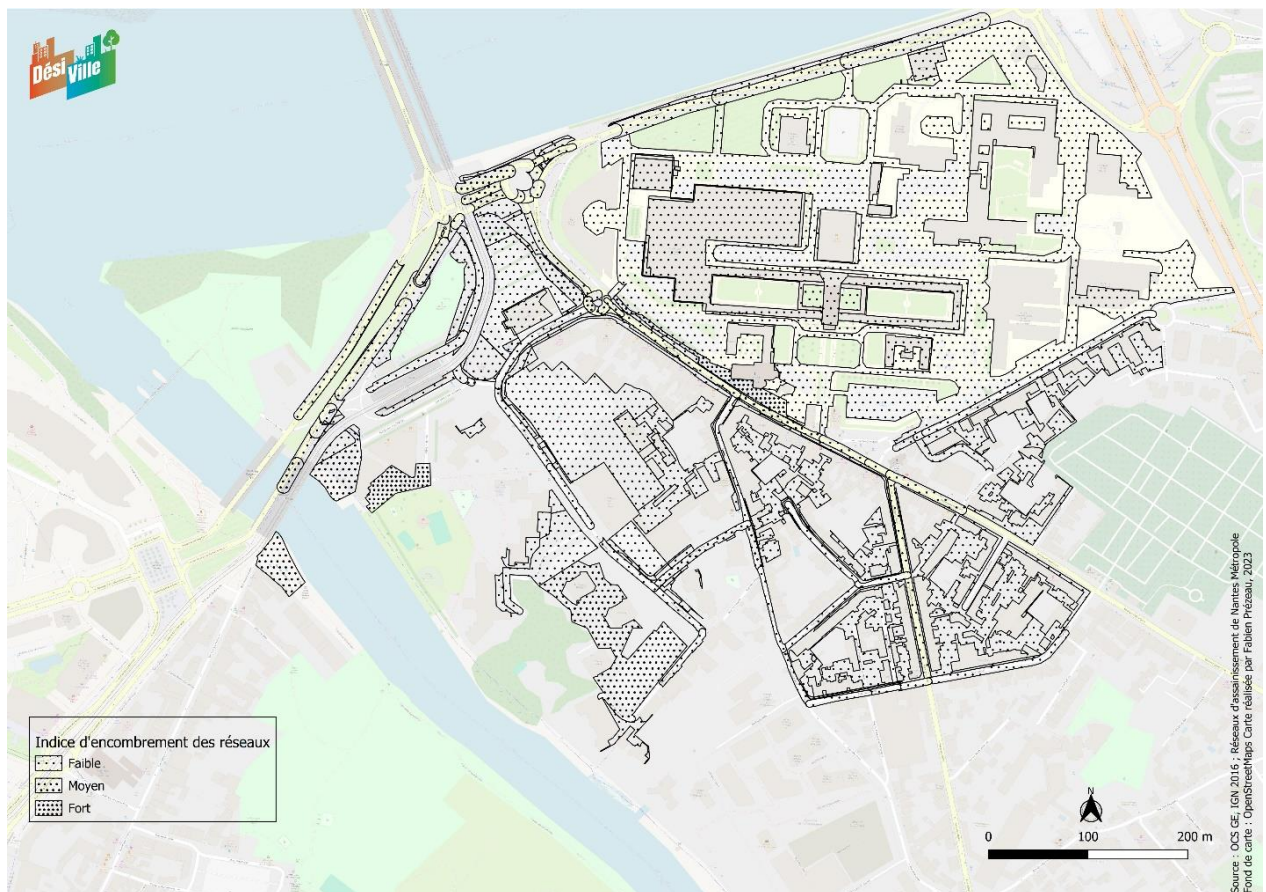 Dési Ville
Indice d'encombrement des réseaux
Faible
Moyen
Fort
N
0 100 200 m
Source : OCS GE, IGN 2016 ; Réseaux d'assainissement de Nantes Métropole
Fond de carte : OpenStreetMaps Carte réalisée par Fabien Prézeau, 2023